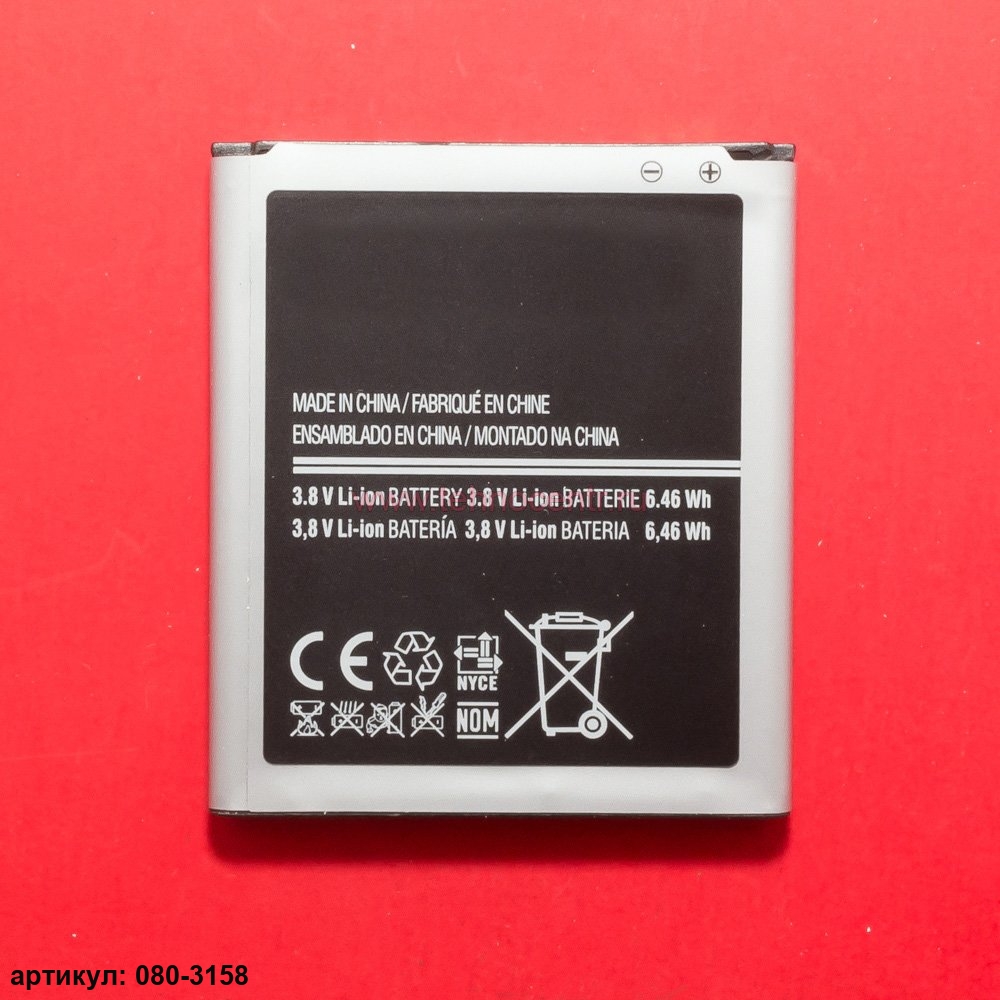 MADE IN CHINA / FABRIQUÉ EN CHINE
ENSAMBLADO EN CHINA / MONTADO NA CHINA
3.8 V Li-ion BATTERY 3.8 V Li-ion BATTERIE 6.46 Wh
3,8 V Li-ion BATERÍA 3,8 V Li-ion BATERIA 6,46 Wh
CE
NYCE
NOM
артикул: 080-3158